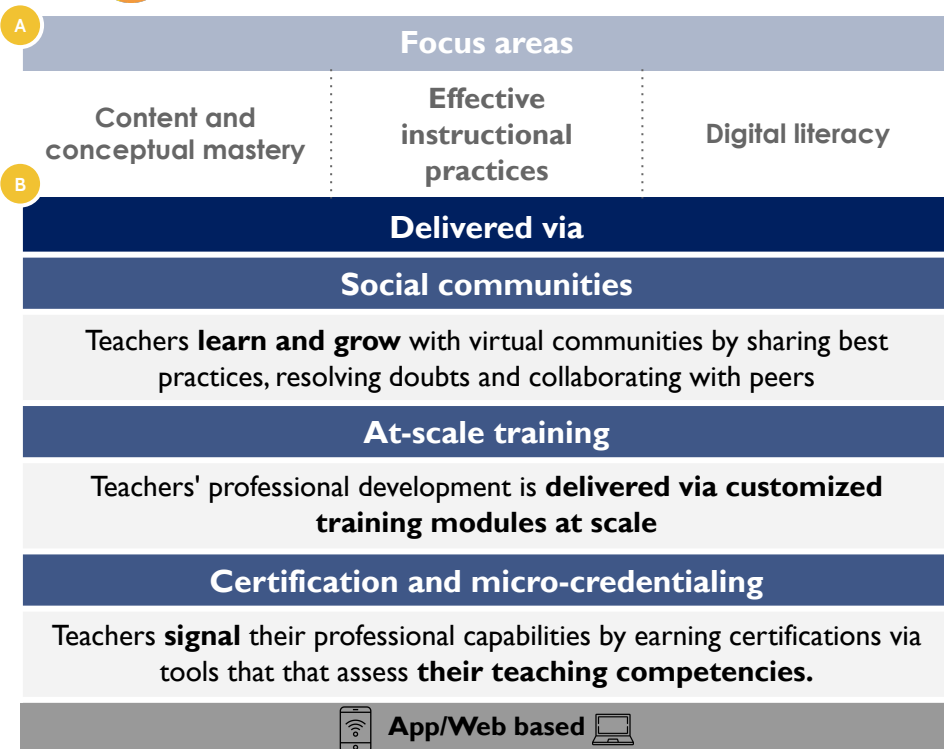 A
Focus areas
Content and
conceptual mastery
Effective
instructional
practices
Digital literacy
B
Delivered via
Social communities
Teachers learn and grow with virtual communities by sharing best
practices, resolving doubts and collaborating with peers
At-scale training
Teachers' professional development is delivered via customized
training modules at scale
Certification and micro-credentialing
Teachers signal their professional capabilities by earning certifications via
tools that that assess their teaching competencies.
App/Web based